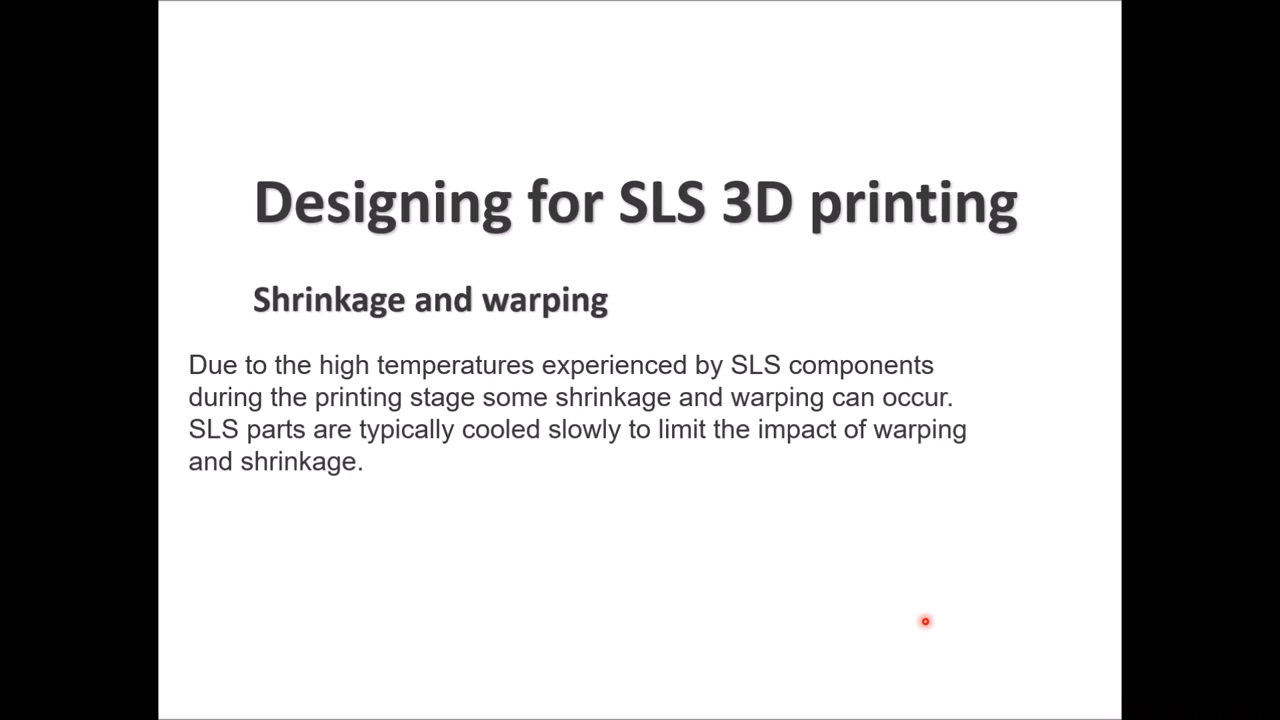 Designing for SLS 3D printing
Shrinkage and warping
Due to the high temperatures experienced by SLS components
during the printing stage some shrinkage and warping can occur.
SLS parts are typically cooled slowly to limit the impact of warping
and shrinkage.